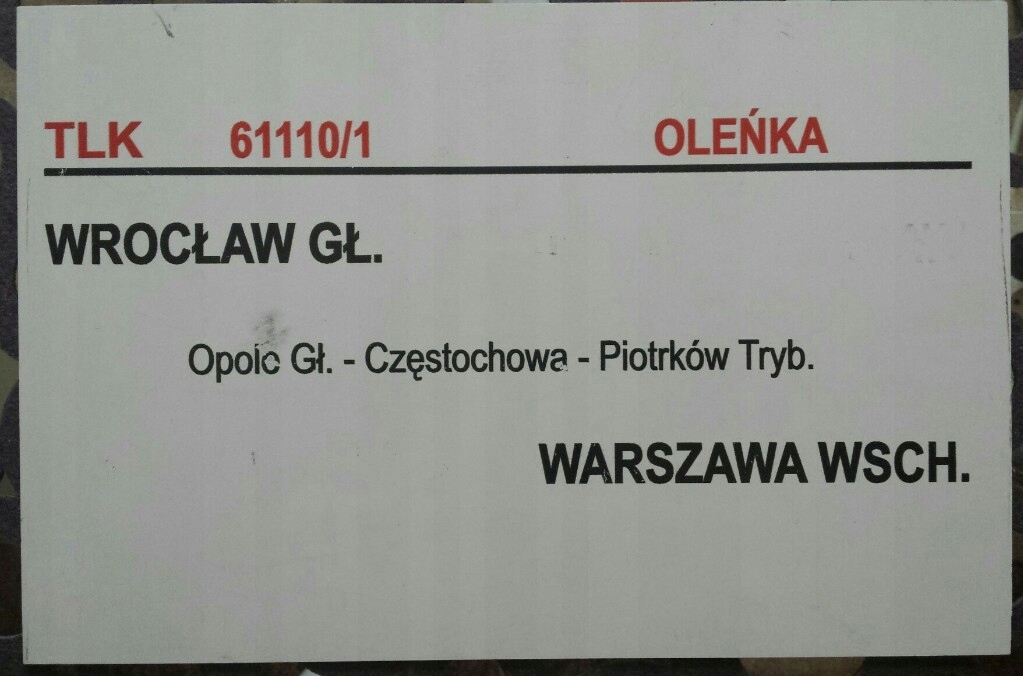 TLK 61110/1 OLEŃKA
WROCŁAW GŁ.
Opole Gł. - Częstochowa - Piotrków Tryb.
WARSZAWA WSCH.